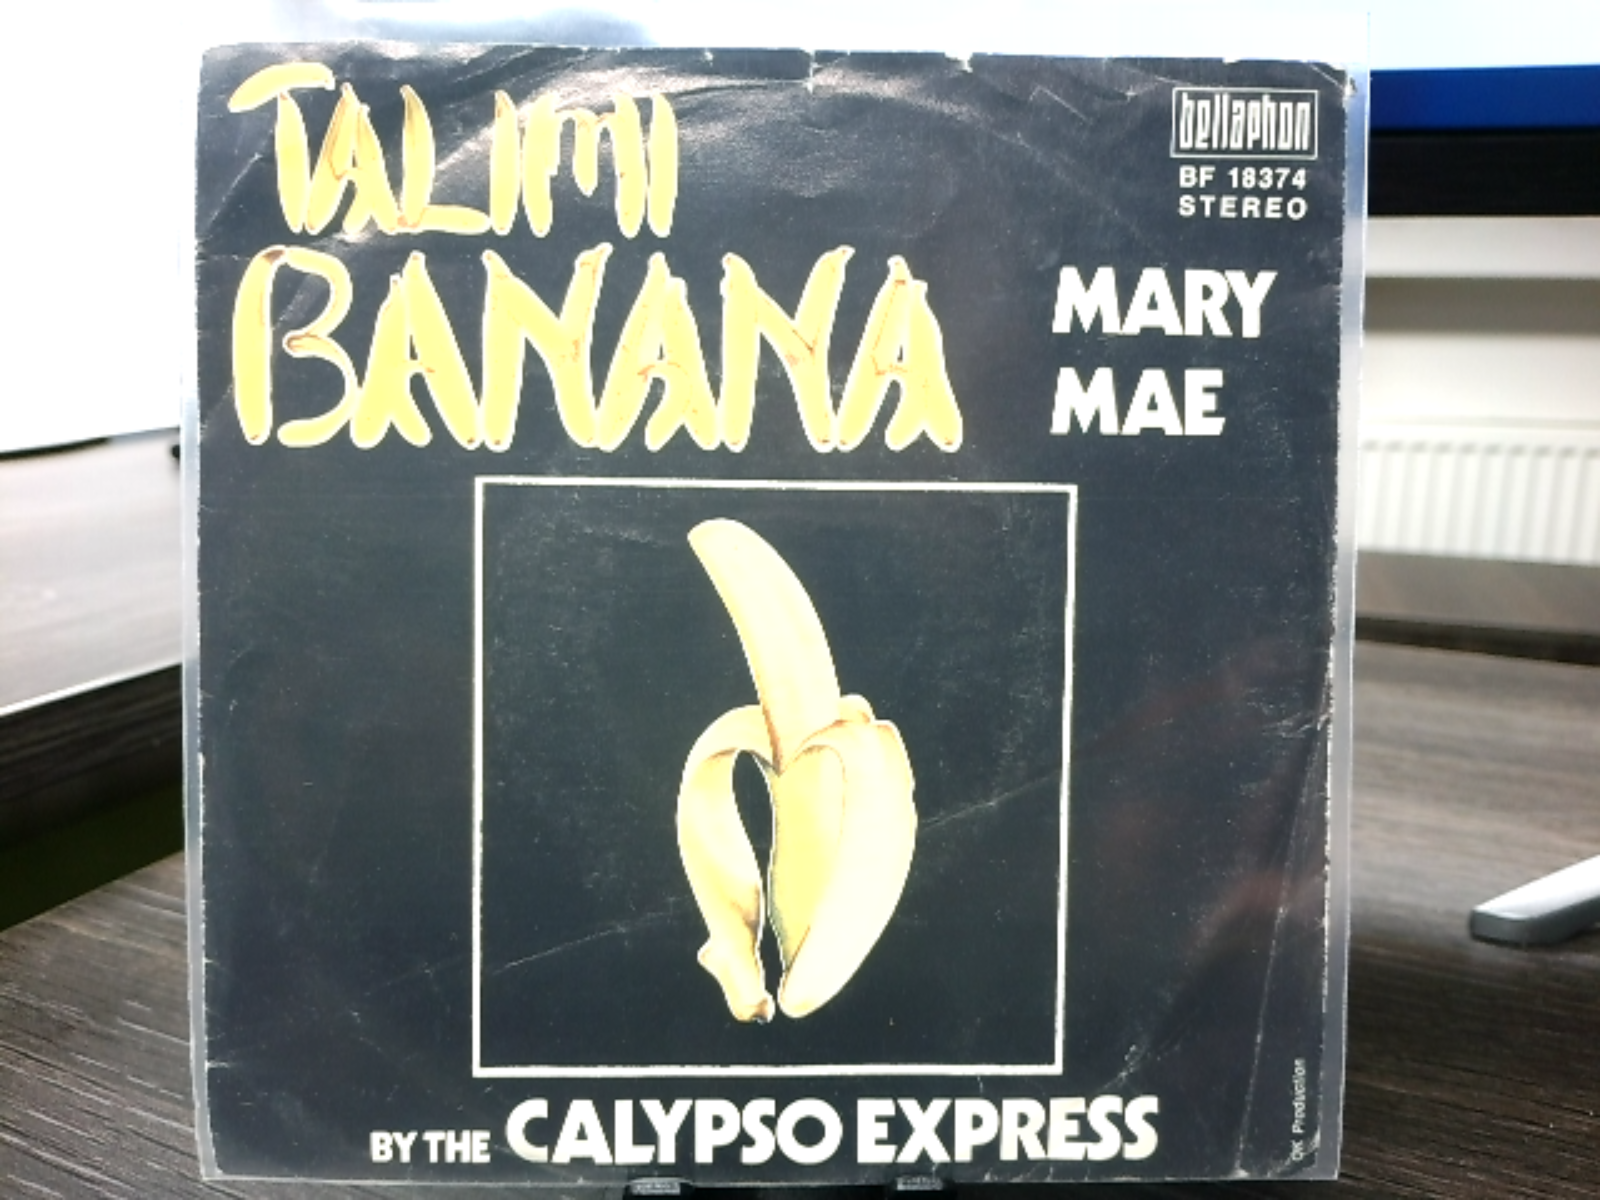 TALIMI
BANANA
MARY
MAE
bellaphon
BF 18374
STEREO
BY THE CALYPSO EXPRESS
OK Production